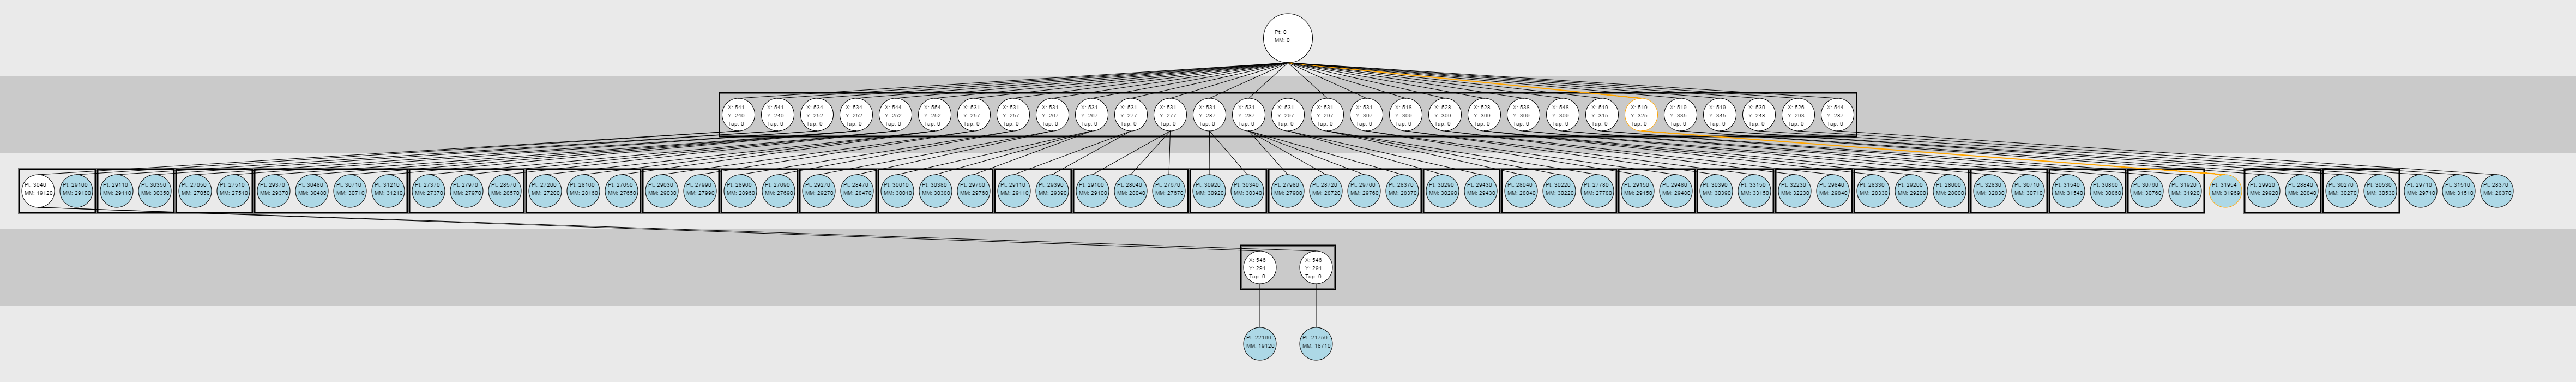 Pt: 0
MM: 0
X: 541
Y: 240
Tap: 0
X: 541
Y: 240
Tap: 0
X: 534
Y: 252
Tap: 0
X: 534
Y: 252
Tap: 0
X: 544
Y: 252
Tap: 0
X: 554
Y: 252
Tap: 0
X: 531
Y: 257
Tap: 0
X: 531
Y: 257
Tap: 0
X: 531
Y: 267
Tap: 0
X: 531
Y: 267
Tap: 0
X: 531
Y: 277
Tap: 0
X: 531
Y: 277
Tap: 0
X: 531
Y: 287
Tap: 0
X: 531
Y: 287
Tap: 0
X: 531
Y: 297
Tap: 0
X: 531
Y: 297
Tap: 0
X: 531
Y: 307
Tap: 0
X: 518
Y: 309
Tap: 0
X: 528
Y: 309
Tap: 0
X: 528
Y: 309
Tap: 0
X: 538
Y: 309
Tap: 0
X: 548
Y: 309
Tap: 0
X: 519
Y: 315
Tap: 0
X: 519
Y: 325
Tap: 0
X: 519
Y: 335
Tap: 0
X: 519
Y: 345
Tap: 0
X: 530
Y: 248
Tap: 0
X: 526
Y: 293
Tap: 0
X: 544
Y: 287
Tap: 0
Pt: 3040
MM: 19120
Pt: 29100
MM: 29100
Pt: 29110
MM: 29110
Pt: 30350
MM: 30350
Pt: 27050
MM: 27050
Pt: 27510
MM: 27510
Pt: 29370
MM: 29370
Pt: 30480
MM: 30480
Pt: 30710
MM: 30710
Pt: 31210
MM: 31210
Pt: 27370
MM: 27370
Pt: 27970
MM: 27970
Pt: 28570
MM: 28570
Pt: 27200
MM: 27200
Pt: 28160
MM: 28160
Pt: 27650
MM: 27650
Pt: 29030
MM: 29030
Pt: 27990
MM: 27990
Pt: 28960
MM: 28960
Pt: 27690
MM: 27690
Pt: 29270
MM: 29270
Pt: 28470
MM: 28470
Pt: 30010
MM: 30010
Pt: 30380
MM: 30380
Pt: 29760
MM: 29760
Pt: 29110
MM: 29110
Pt: 29390
MM: 29390
Pt: 29100
MM: 29100
Pt: 28040
MM: 28040
Pt: 27670
MM: 27670
Pt: 30920
MM: 30920
Pt: 30340
MM: 30340
Pt: 27980
MM: 27980
Pt: 28720
MM: 28720
Pt: 29760
MM: 29760
Pt: 28370
MM: 28370
Pt: 30290
MM: 30290
Pt: 29430
MM: 29430
Pt: 28040
MM: 28040
Pt: 30220
MM: 30220
Pt: 27780
MM: 27780
Pt: 29150
MM: 29150
Pt: 29480
MM: 29480
Pt: 30390
MM: 30390
Pt: 33150
MM: 33150
Pt: 32230
MM: 32230
Pt: 29640
MM: 29640
Pt: 28330
MM: 28330
Pt: 29200
MM: 29200
Pt: 28000
MM: 28000
Pt: 32830
MM: 32830
Pt: 30710
MM: 30710
Pt: 31540
MM: 31540
Pt: 30860
MM: 30860
Pt: 30760
MM: 30760
Pt: 31920
MM: 31920
Pt: 31954
MM: 31969
Pt: 29920
MM: 29920
Pt: 28840
MM: 28840
Pt: 30270
MM: 30270
Pt: 30530
MM: 30530
Pt: 29710
MM: 29710
Pt: 31510
MM: 31510
Pt: 28370
MM: 28370
X: 546
Y: 291
Tap: 0
X: 546
Y: 291
Tap: 0
Pt: 22160
MM: 19120
Pt: 21750
MM: 18710